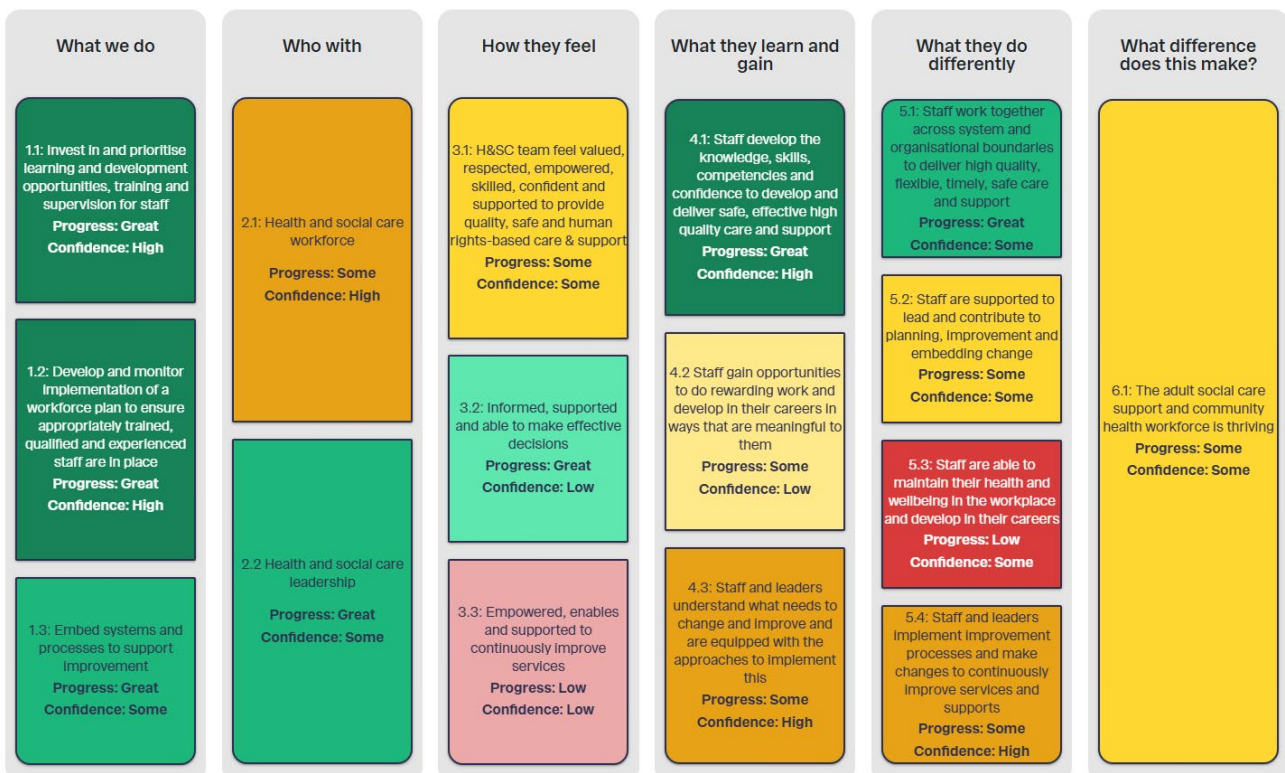 What we do
1.1: Invest in and prioritise
learning and development
opportunities, training and
supervision for staff
Progress: Great
Confidence: High
1.2: Develop and monitor
implementation of a
workforce plan to ensure
appropriately trained,
qualified and experienced
staff are in place
Progress: Great
Confidence: High
1.3: Embed systems and
processes to support
improvement
Progress: Great
Confidence: Some
Who with
2.1: Health and social care
workforce
Progress: Some
Confidence: High
2.2 Health and social care
leadership
Progress: Great
Confidence: Some
How they feel
3.1: H&SC team feel valued,
respected, empowered,
skilled, confident and
supported to provide
quality, safe and human
rights-based care & support
Progress: Some
Confidence: Some
3.2: Informed, supported
and able to make effective
decisions
Progress: Great
Confidence: Low
3.3: Empowered, enables
and supported to
continuously improve
services
Progress: Low
Confidence: Low
What they learn and
gain
4.1: Staff develop the
knowledge, skills,
competencies and
confidence to develop and
deliver safe, effective high
quality care and support
Progress: Great
Confidence: High
4.2 Staff gain opportunities
to do rewarding work and
develop in their careers in
ways that are meaningful to
them
Progress: Some
Confidence: Low
4.3: Staff and leaders
understand what needs to
change and improve and
are equipped with the
approaches to implement
this
Progress: Some
Confidence: High
What they do
differently
5.1: Staff work together
across system and
organisational boundaries
to deliver high quality,
flexible, timely, safe care
and support
Progress: Great
Confidence: Some
5.2: Staff are supported to
lead and contribute to
planning, improvement and
embedding change
Progress: Some
Confidence: Some
5.3: Staff are able to
maintain their health and
wellbeing in the workplace
and develop in their careers
Progress: Low
Confidence: Some
5.4: Staff and leaders
implement improvement
processes and make
changes to continuously
improve services and
supports
Progress: Some
Confidence: High
What difference
does this make?
6.1: The adult social care
support and community
health workforce is thriving
Progress: Some
Confidence: Some